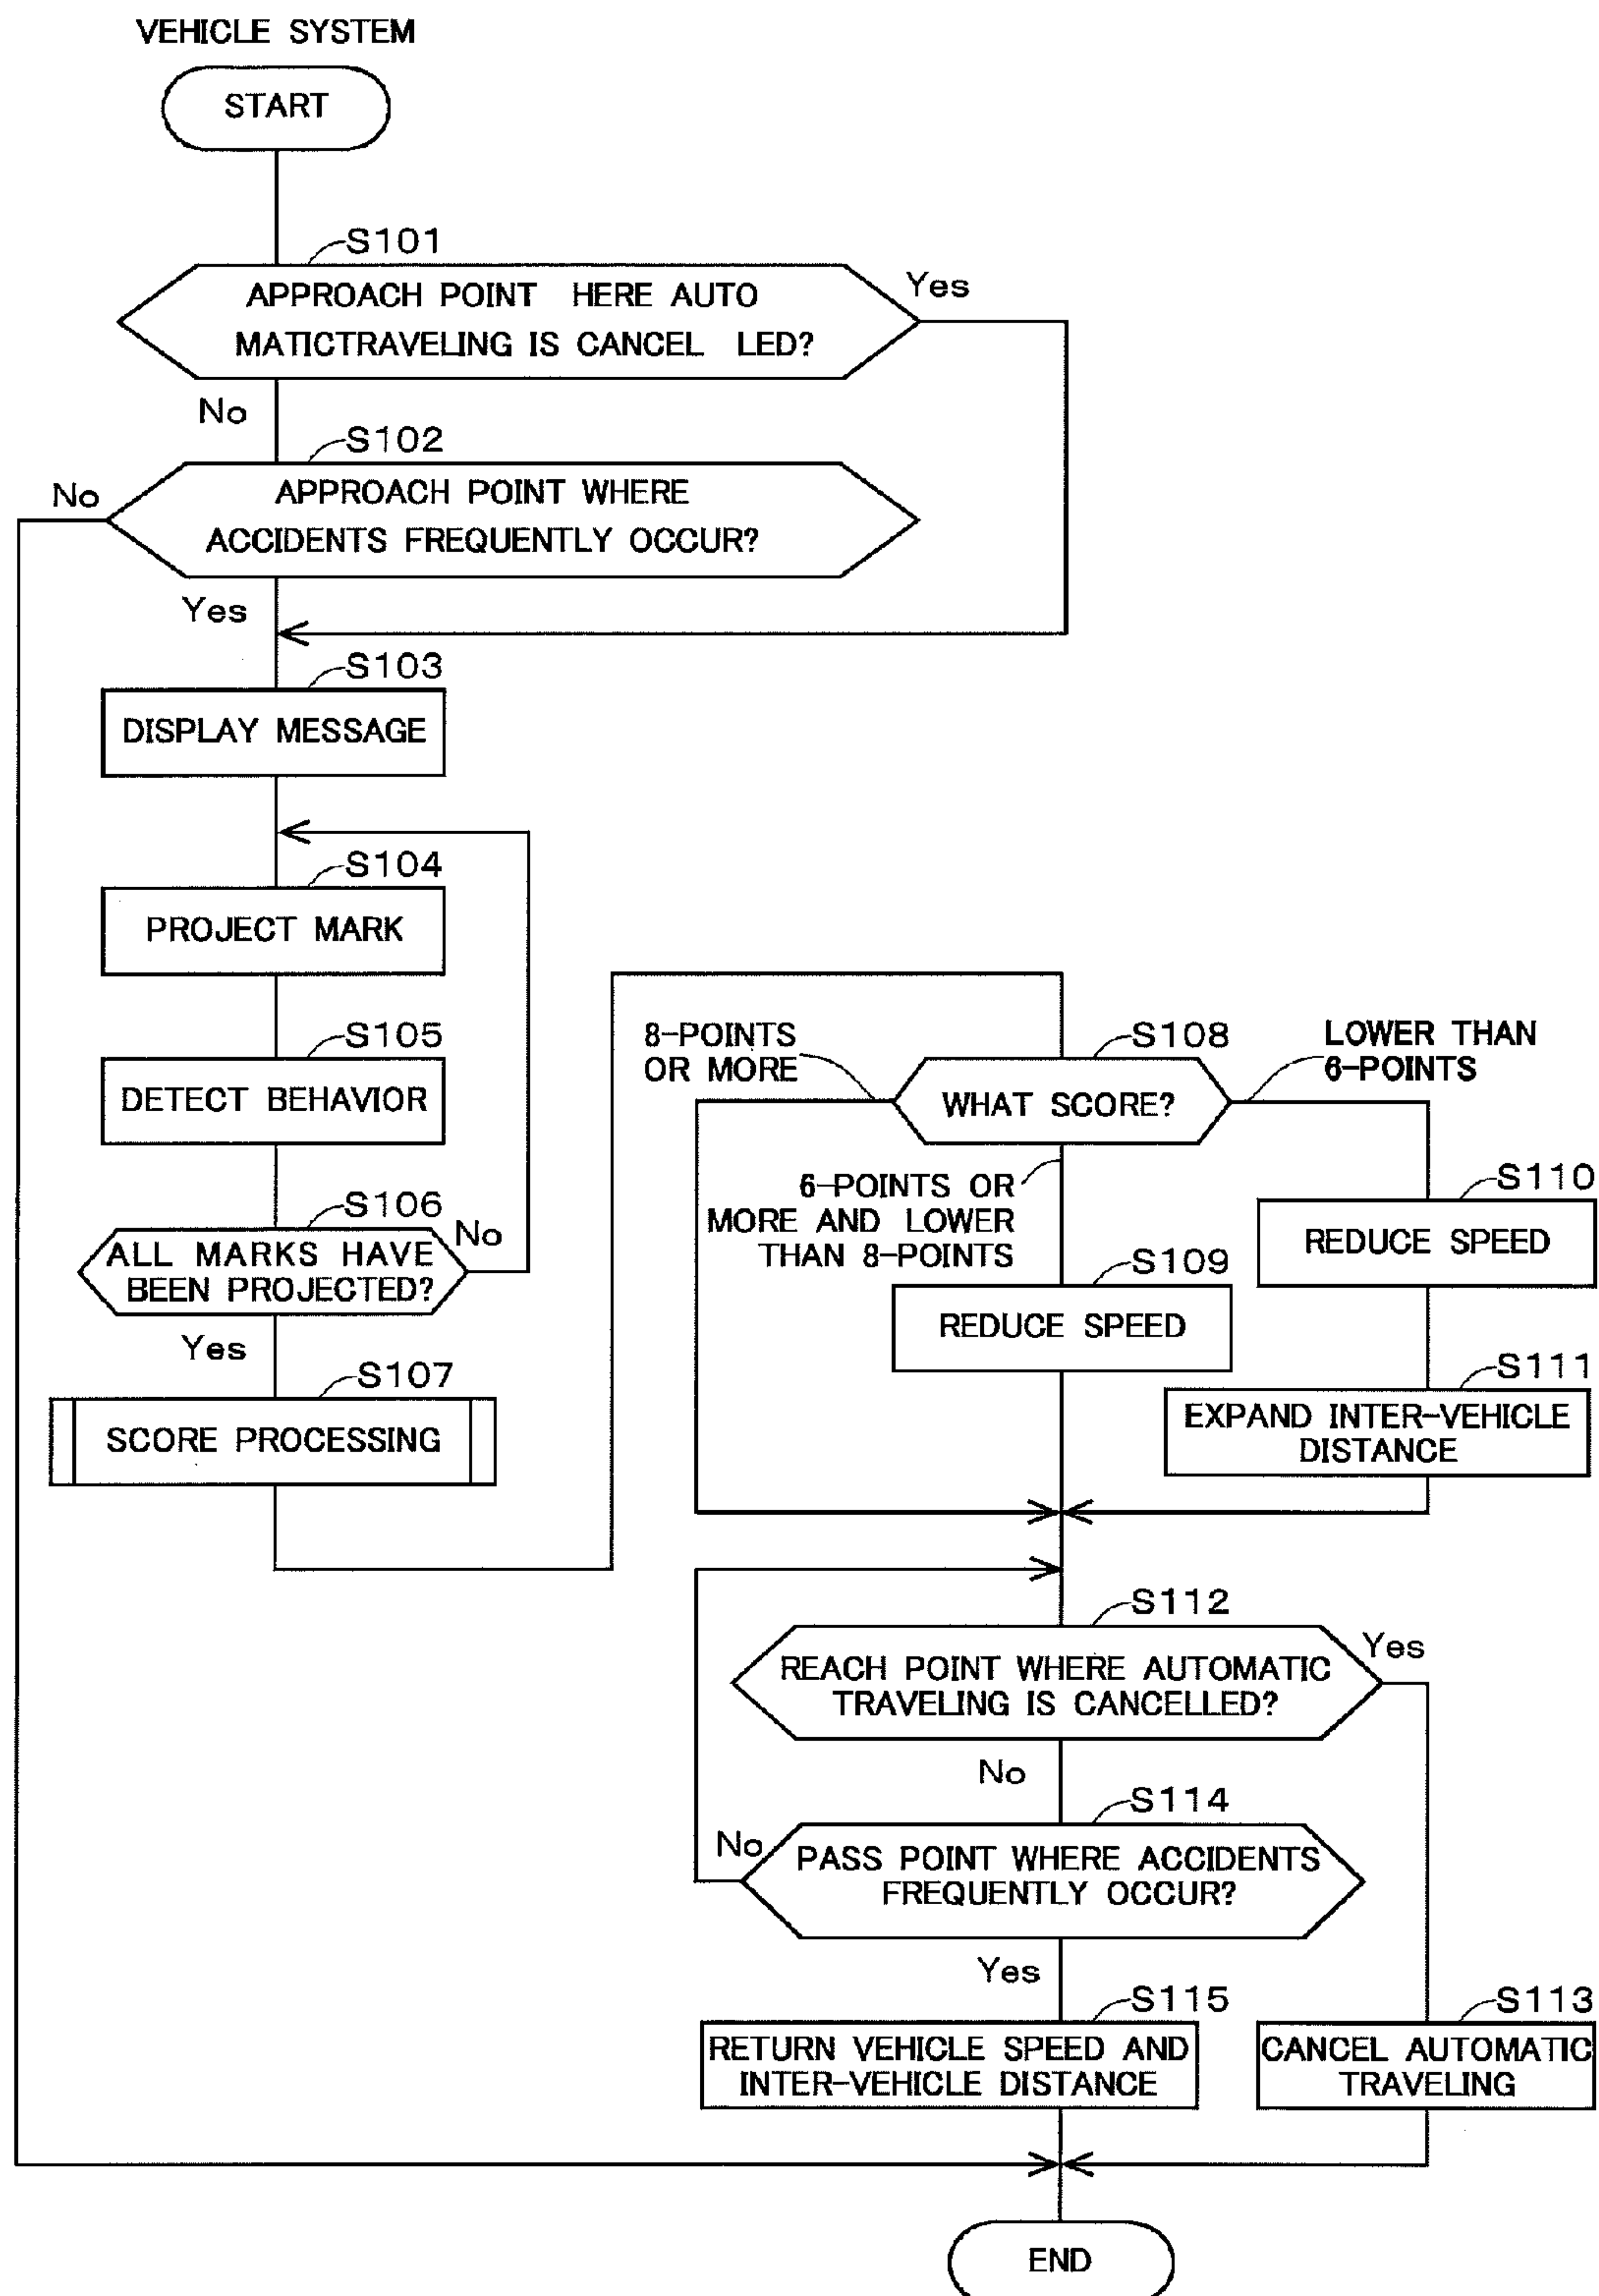 VEHICLE SYSTEM
START
S101
APPROACH POINT HERE AUTO
MATICTRAVELING IS CANCEL LED?
Yes
No
S102
APPROACH POINT WHERE
ACCIDENTS FREQUENTLY OCCUR?
No
Yes
S103
DISPLAY MESSAGE
S104
PROJECT MARK
S105
DETECT BEHAVIOR
S106
ALL MARKS HAVE
BEEN PROJECTED?
No
Yes
S107
SCORE PROCESSING
S108
WHAT SCORE?
8-POINTS
OR MORE
LOWER THAN
6-POINTS
6-POINTS OR
MORE AND LOWER
THAN 8-POINTS
S109
REDUCE SPEED
S110
REDUCE SPEED
S111
EXPAND INTER-VEHICLE
DISTANCE
S112
REACH POINT WHERE AUTOMATIC
TRAVELING IS CANCELLED?
Yes
No
S114
PASS POINT WHERE ACCIDENTS
FREQUENTLY OCCUR?
No
Yes
S115
RETURN VEHICLE SPEED AND
INTER-VEHICLE DISTANCE
S113
CANCEL AUTOMATIC
TRAVELING
END